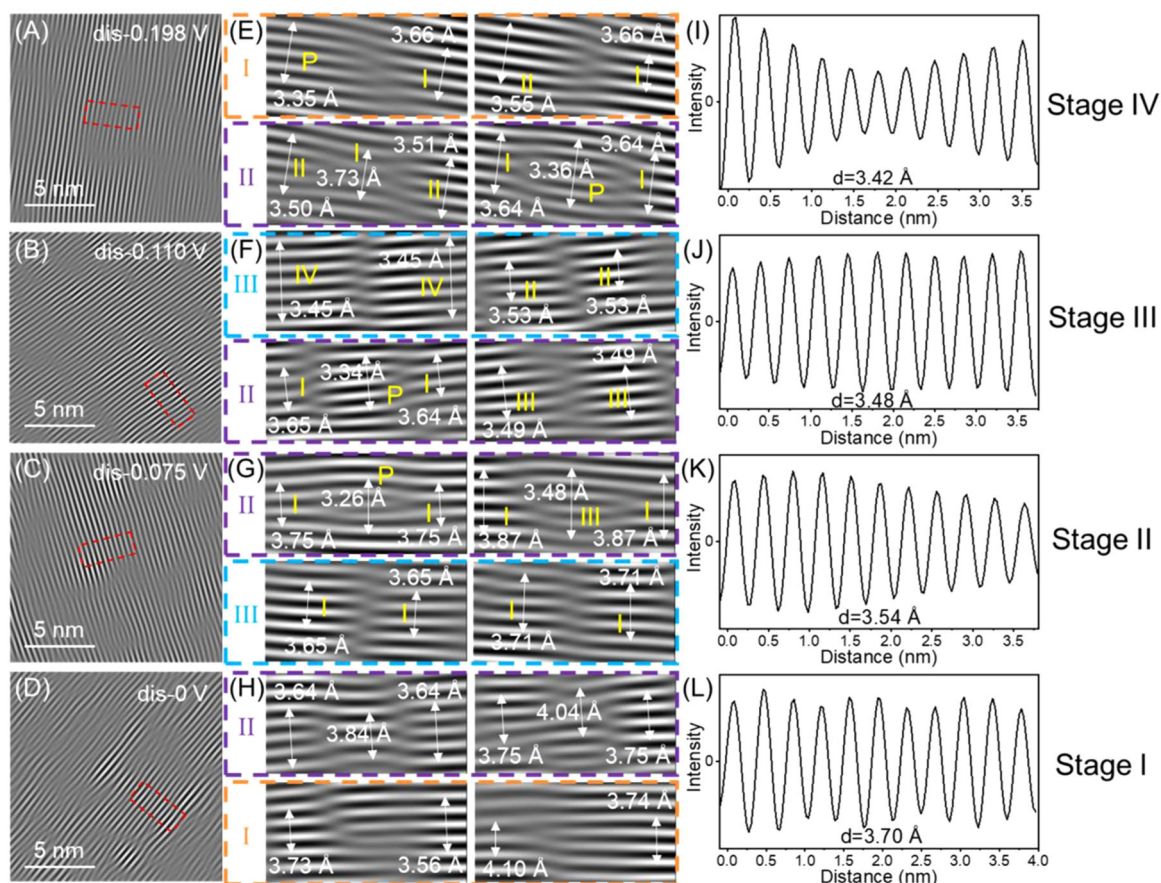 (A) dis-0.198 V
5 nm
(E)
I
3.66 Å
P
I
3.35 Å
3.66 Å
II
I
3.55 Å
II
3.51 Å
II
I
3.73 Å
II
3.50 Å
3.64 Å
I
3.36 Å
P
I
3.64 Å
(I)
Intensity
0
d=3.42 Å
0.0 0.5 1.0 1.5 2.0 2.5 3.0 3.5
Distance (nm)
Stage IV
(B) dis-0.110 V
5 nm
(F)
III
3.45 Å
IV
IV
3.45 Å
II
II
3.53 Å
3.53 Å
II
3.34 Å
I
P
I
3.65 Å
3.64 Å
3.49 Å
III
III
3.49 Å
(J)
Intensity
0
d=3.48 Å
0.0 0.5 1.0 1.5 2.0 2.5 3.0 3.5
Distance (nm)
Stage III
(C) dis-0.075 V
5 nm
(G)
II
P
I
3.26 Å
I
3.75 Å
3.75 Å
3.48 Å
I
III
I
3.87 Å
3.87 Å
III
3.65 Å
I
I
3.65 Å
3.71 Å
I
I
3.71 Å
(K)
Intensity
0
d=3.54 Å
0.0 0.5 1.0 1.5 2.0 2.5 3.0 3.5
Distance (nm)
Stage II
(D) dis-0 V
5 nm
(H)
II
3.64 Å
3.64 Å
3.84 Å
4.04 Å
3.75 Å
3.75 Å
I
3.73 Å
3.56 Å
3.74 Å
4.10 Å
(L)
Intensity
0
d=3.70 Å
0.0 0.5 1.0 1.5 2.0 2.5 3.0 3.5 4.0
Distance (nm)
Stage I